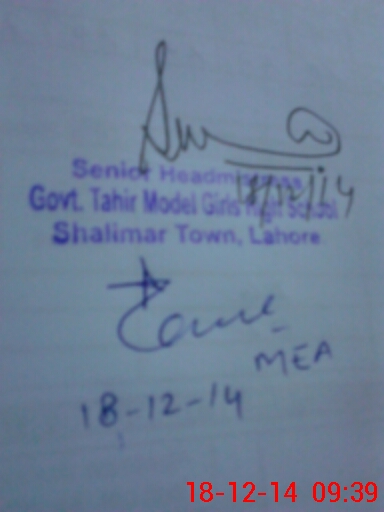 18/12/14
Senior Headmistress
Govt. Tahir Model Girls High School
Shalimar Town, Lahore
MEA
18-12-14
18-12-14 09:39